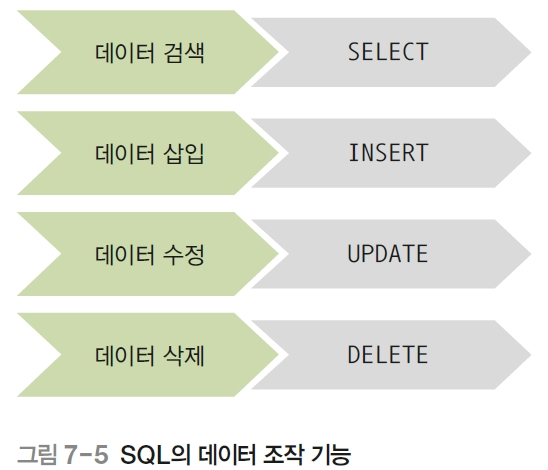 데이터 검색 SELECT
데이터 삽입 INSERT
데이터 수정 UPDATE
데이터 삭제 DELETE
그림 7-5 SQL의 데이터 조작 기능